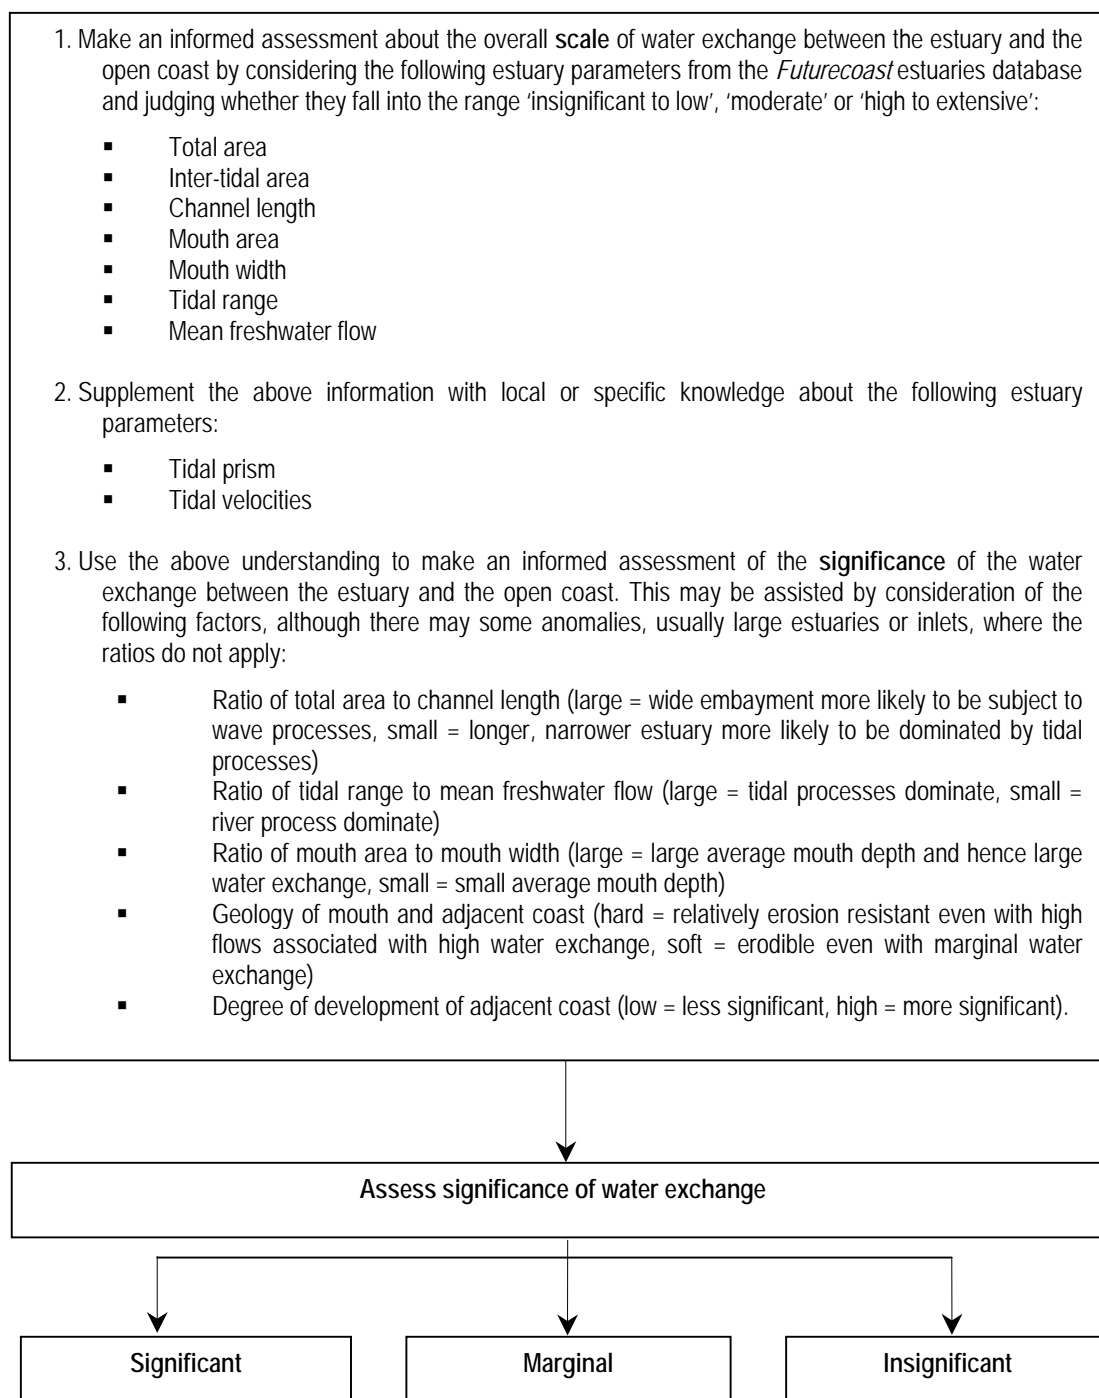 1. Make an informed assessment about the overall scale of water exchange between the estuary and the
open coast by considering the following estuary parameters from the Futurecoast estuaries database
and judging whether they fall into the range ‘insignificant to low’, ‘moderate’ or ‘high to extensive’:
▪ Total area
▪ Inter-tidal area
▪ Channel length
▪ Mouth area
▪ Mouth width
▪ Tidal range
▪ Mean freshwater flow
2. Supplement the above information with local or specific knowledge about the following estuary
parameters:
▪ Tidal prism
▪ Tidal velocities
3. Use the above understanding to make an informed assessment of the significance of the water
exchange between the estuary and the open coast. This may be assisted by consideration of the
following factors, although there may some anomalies, usually large estuaries or inlets, where the
ratios do not apply:
▪ Ratio of total area to channel length (large = wide embayment more likely to be subject to
wave processes, small = longer, narrower estuary more likely to be dominated by tidal
processes)
▪ Ratio of tidal range to mean freshwater flow (large = tidal processes dominate, small =
river process dominate)
▪ Ratio of mouth area to mouth width (large = large average mouth depth and hence large
water exchange, small = small average mouth depth)
▪ Geology of mouth and adjacent coast (hard = relatively erosion resistant even with high
flows associated with high water exchange, soft = erodible even with marginal water
exchange)
▪ Degree of development of adjacent coast (low = less significant, high = more significant).
Assess significance of water exchange
Significant
Marginal
Insignificant